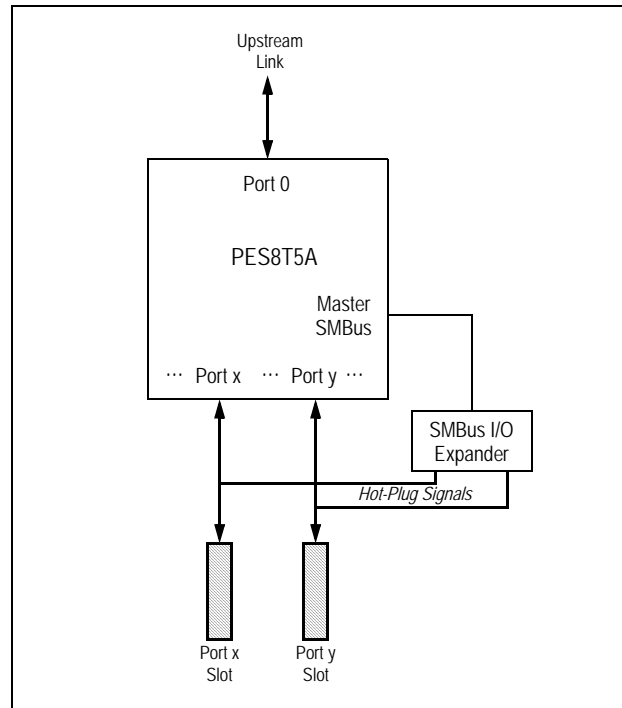 Upstream
Link
Port 0
PES8T5A
Master
SMBus
··· Port x ··· Port y ···
SMBus I/O
Expander
Hot-Plug Signals
Port x
Slot
Port y
Slot